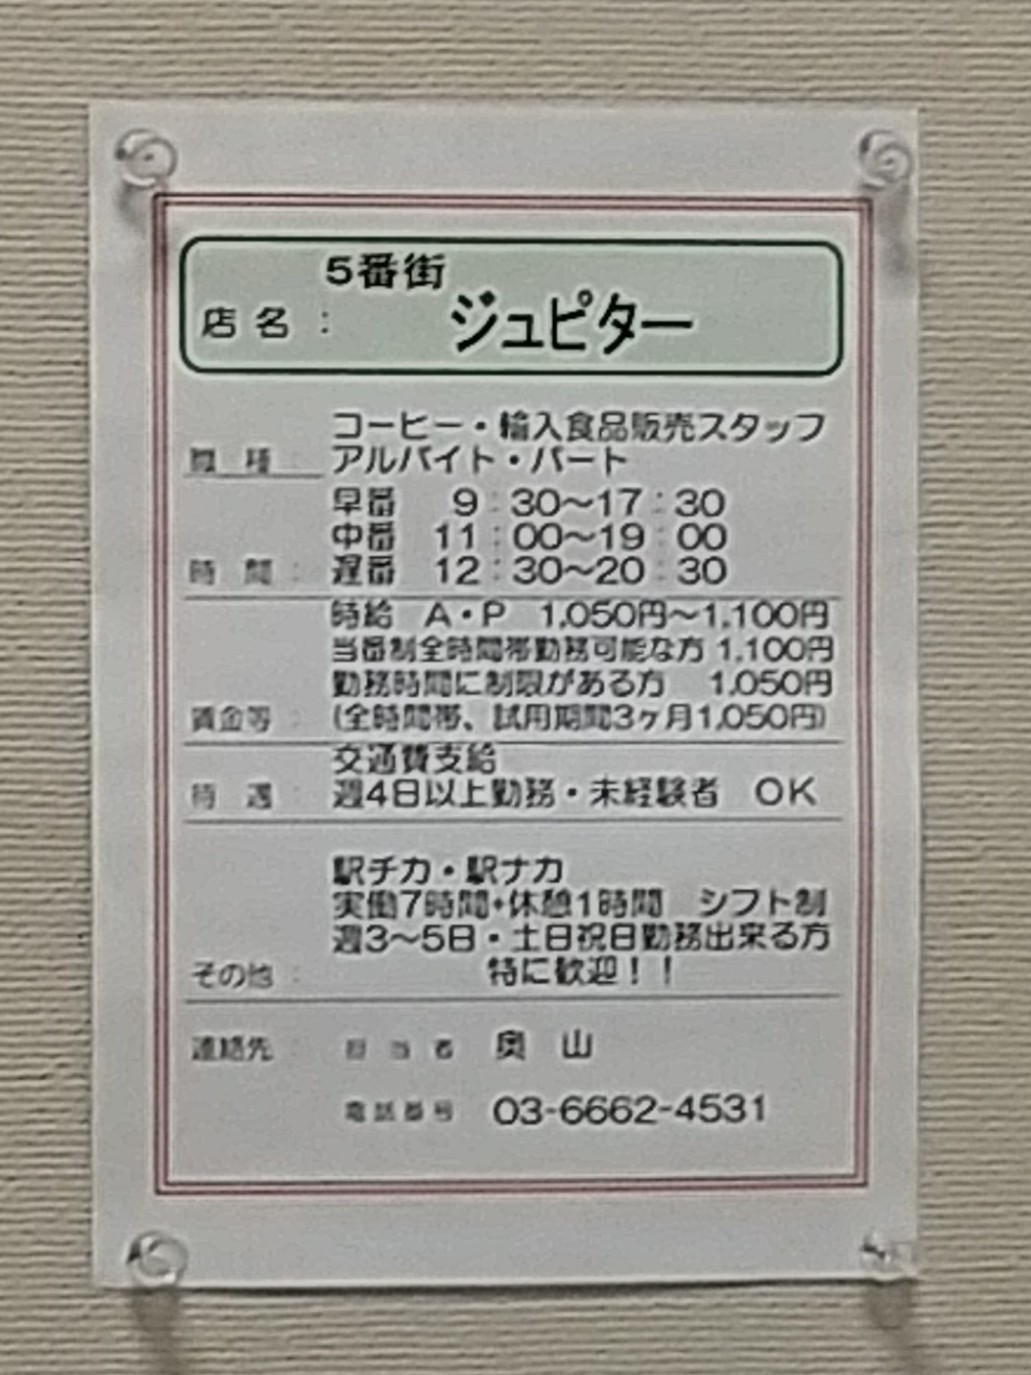 5番街
店名： ジュピター
コーヒー・輸入食品販売スタッフ
職 種 アルバイト・パート
早番 9：30～17：30
中番 11：00～19：00
時 間： 遅番 12：30～20：30
時給 A・P 1,050円～1,100円
当番制全時間帯勤務可能な方 1,100円
勤務時間に制限がある方 1,050円
賃金等： (全時間帯、試用期間3ヶ月1,050円)
交通費支給
待 遇： 週4日以上勤務・未経験者 OK
駅チカ・駅ナカ
実働7時間+休憩1時間 シフト制
週3～5日・土日祝日勤務出来る方
その他： 特に歓迎！！
連絡先： 担当者 奥 山
電話番号 03-6662-4531